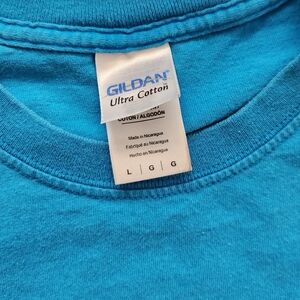 GILDAN
Ultra Cotton
COTON / ALGODÓN
Made in Nicaragua
Fabriqué au Nicaragua
Hecho en Nicaragua
L | G | G